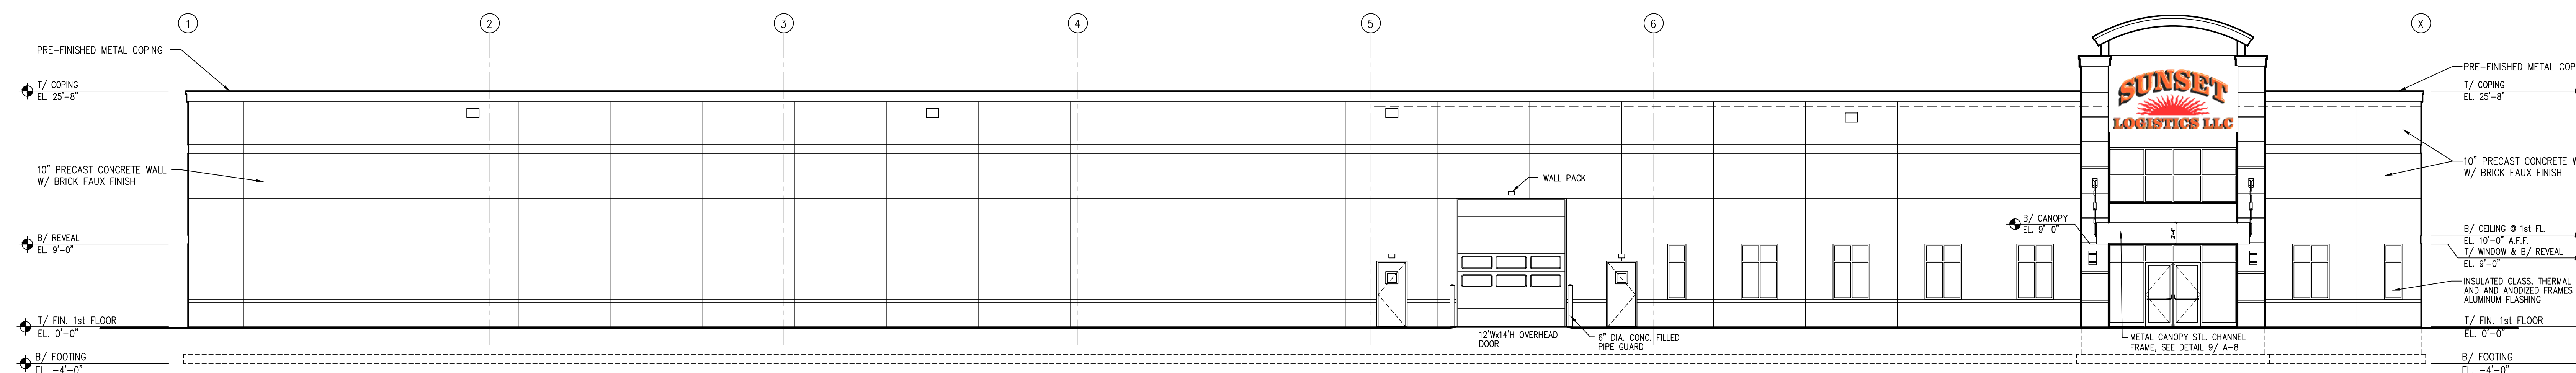 1
2
3
4
5
6
X
PRE-FINISHED METAL COPING
T/ COPING
EL. 25'-8"
10" PRECAST CONCRETE WALL
W/ BRICK FAUX FINISH
B/ REVEAL
EL. 9'-0"
T/ FIN. 1st FLOOR
EL. 0'-0"
B/ FOOTING
EL. -4'-0"
WALL PACK
12'Wx14'H OVERHEAD
DOOR
6" DIA. CONC. FILLED
PIPE GUARD
B/ CANOPY
EL. 9'-0"
SUNSET
LOGISTICS LLC
METAL CANOPY STL. CHANNEL
FRAME, SEE DETAIL 9/ A-8
PRE-FINISHED METAL COP
T/ COPING
EL. 25'-8"
10" PRECAST CONCRETE W
W/ BRICK FAUX FINISH
B/ CEILING @ 1st FL.
EL. 10'-0" A.F.F.
T/ WINDOW & B/ REVEAL
EL. 9'-0"
INSULATED GLASS, THERMAL
AND AND ANODIZED FRAMES
ALUMINUM FLASHING
T/ FIN. 1st FLOOR
EL. 0'-0"
B/ FOOTING
EL. -4'-0"